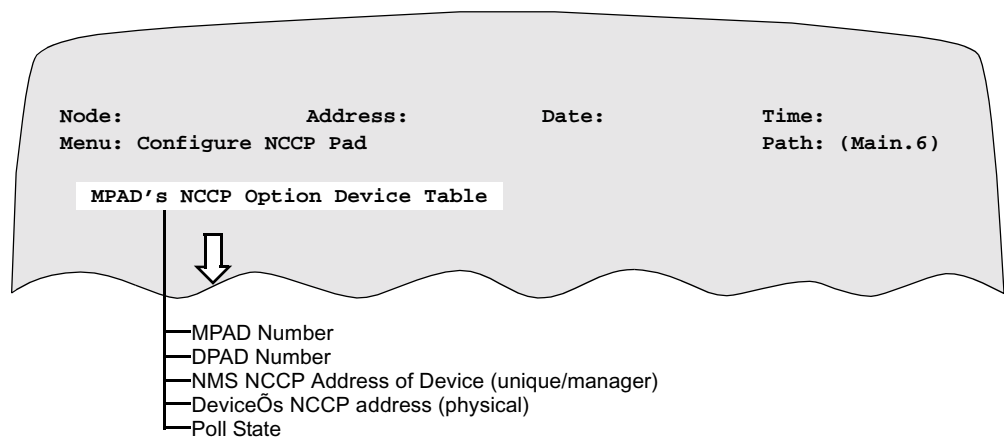 Node: Address: Date: Time:
Menu: Configure NCCP Pad Path: (Main.6)
MPAD's NCCP Option Device Table
MPAD Number
DPAD Number
NMS NCCP Address of Device (unique/manager)
DeviceÕs NCCP address (physical)
Poll State